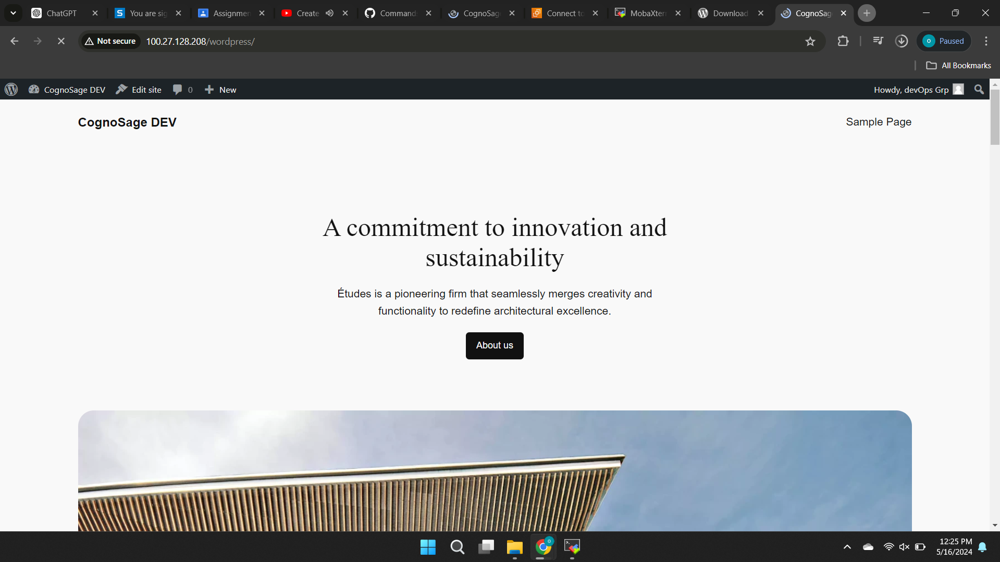 ChatGPT
You are sig
Assignmen
Create
Command
CognoSag
Connect to
MobaXterm
Download
CognoSag
Not secure
100.27.128.208/wordpress/
Paused
All Bookmarks
CognoSage DEV
Edit site
0
New
Howdy, devOps Grp
CognoSage DEV
Sample Page
A commitment to innovation and
sustainability
Études is a pioneering firm that seamlessly merges creativity and
functionality to redefine architectural excellence.
About us
12:25 PM
5/16/2024